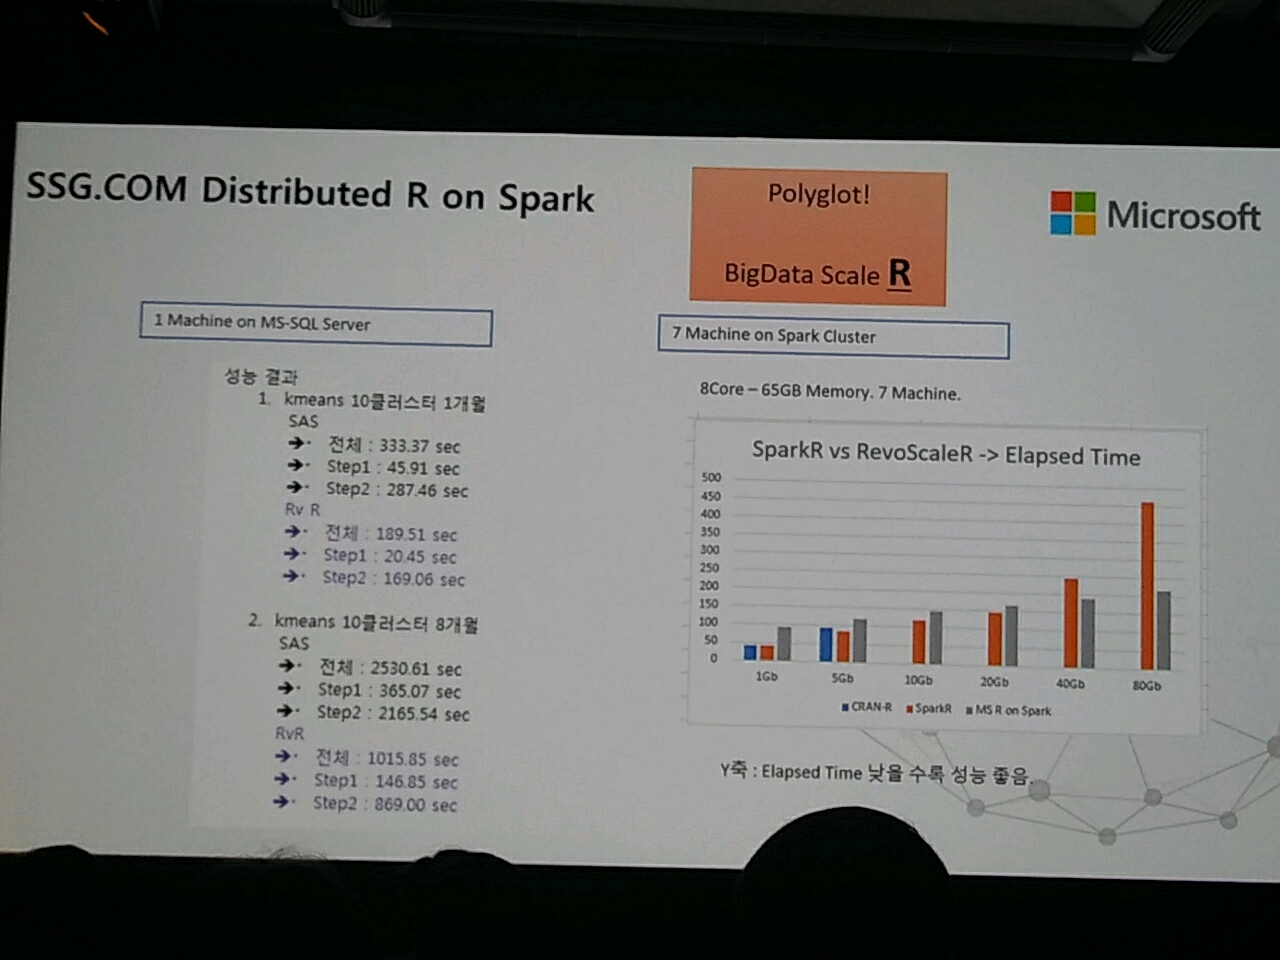 SSG.COM Distributed R on Spark
Polyglot!
BigData Scale R
Microsoft
1 Machine on MS-SQL Server
성능 결과
1. kmeans 10클러스터 1개월
SAS
➔· 전체 : 333.37 sec
➔· Step1 : 45.91 sec
➔· Step2 : 287.46 sec
Rv R
➔· 전체 : 189.51 sec
➔· Step1 : 20.45 sec
➔· Step2 : 169.06 sec
2. kmeans 10클러스터 8개월
SAS
➔· 전체 : 2530.61 sec
➔· Step1 : 365.07 sec
➔· Step2 : 2165.54 sec
RvR
➔· 전체 : 1015.85 sec
➔· Step1 : 146.85 sec
➔· Step2 : 869.00 sec
7 Machine on Spark Cluster
8Core – 65GB Memory. 7 Machine.
SparkR vs RevoScaleR -> Elapsed Time
500
450
400
350
300
250
200
150
100
50
0
1Gb 5Gb 10Gb 20Gb 40Gb 80Gb
CRAN-R SparkR MS R on Spark
Y축 : Elapsed Time 낮을 수록 성능 좋음.